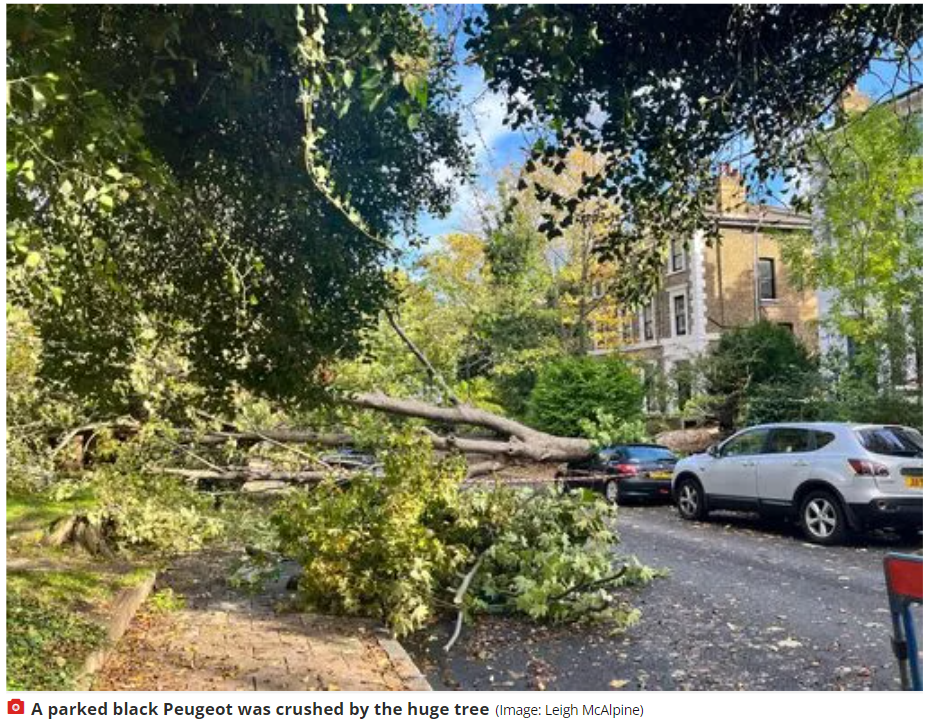 A parked black Peugeot was crushed by the huge tree (Image: Leigh McAlpine)